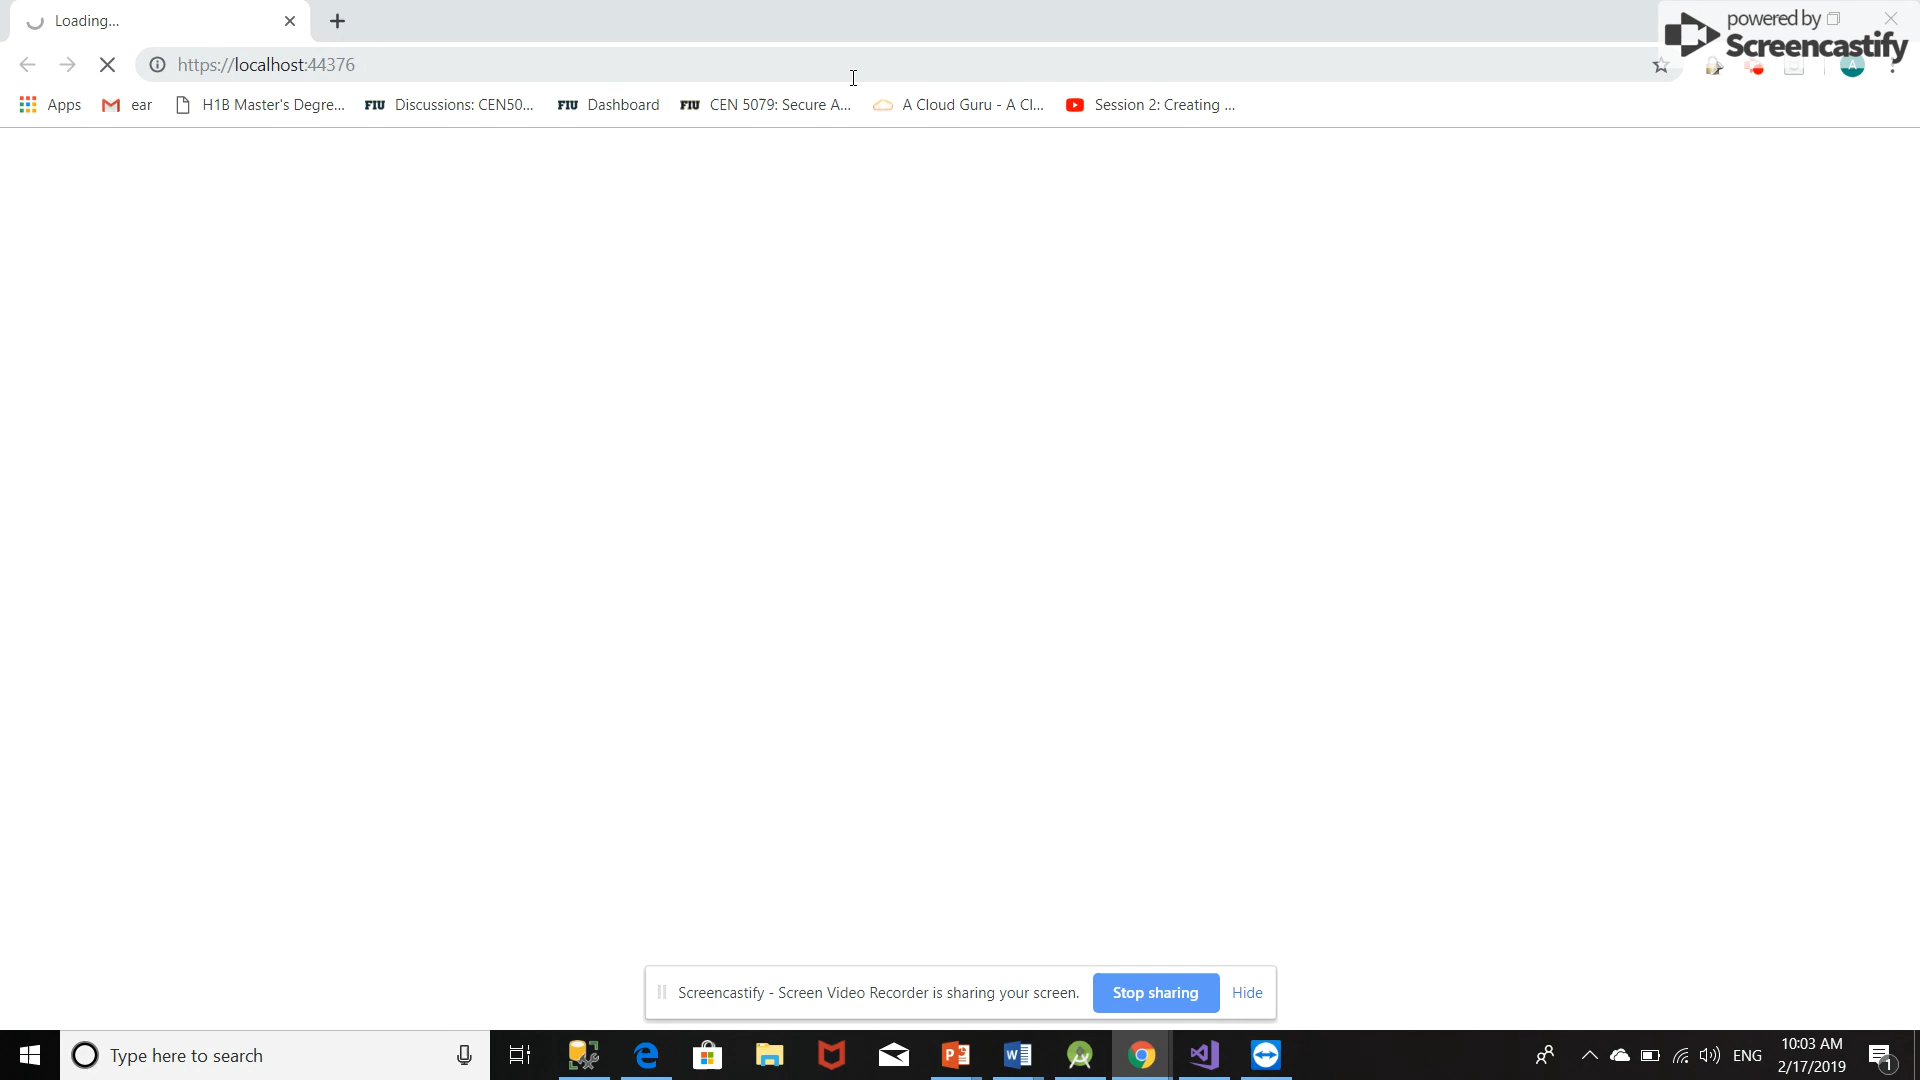 Loading...
powered by
Screencastify
https://localhost:44376
A
Apps
ear
H1B Master's Degre...
FIU Discussions: CEN50...
FIU Dashboard
FIU CEN 5079: Secure A...
A Cloud Guru - A Cl...
Session 2: Creating ...
Screencastify - Screen Video Recorder is sharing your screen.
Stop sharing
Hide
Type here to search
ENG
10:03 AM
2/17/2019
1